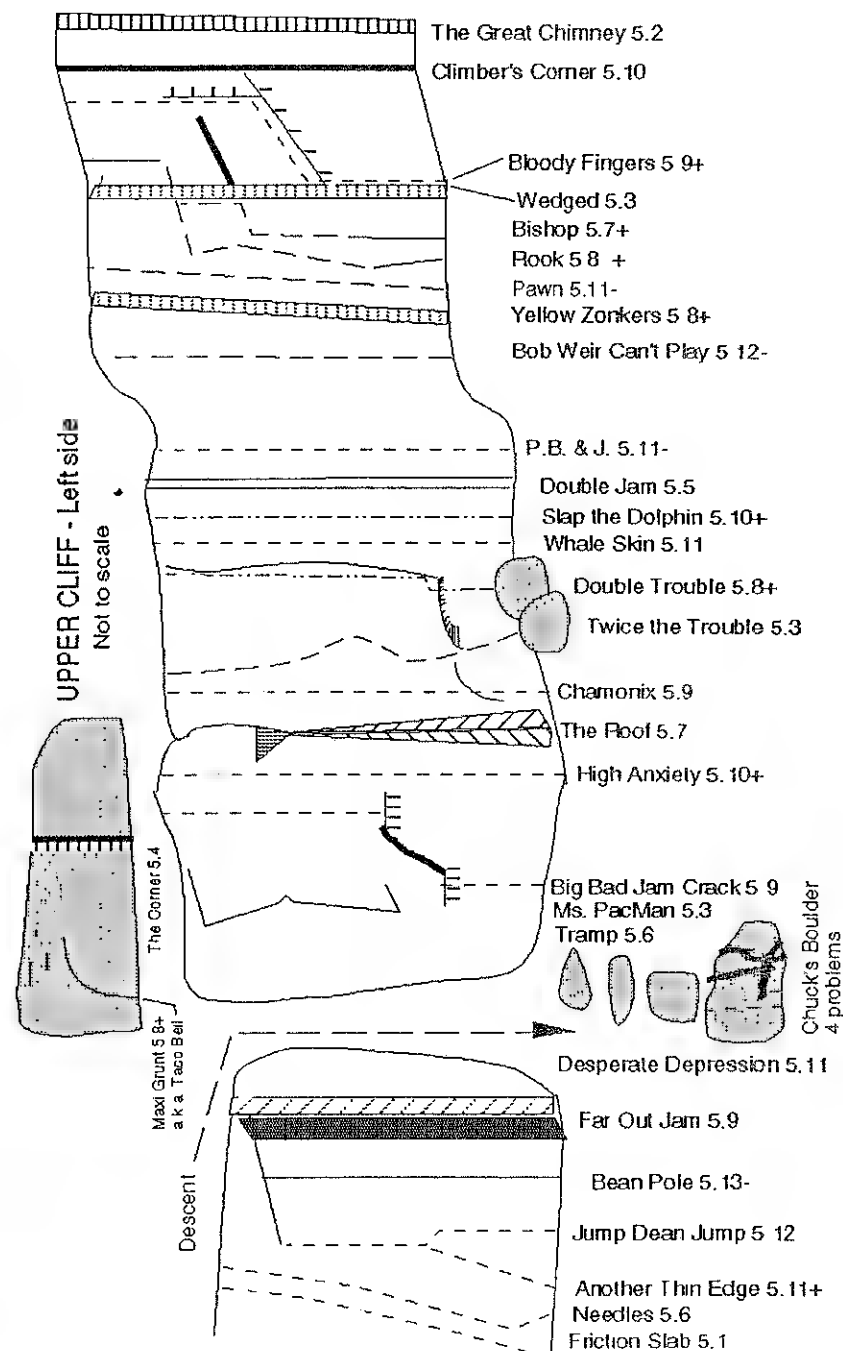 The Great Chimney 5.2
Climber's Corner 5.10
Bloody Fingers 5 9+
Wedged 5.3
Bishop 5.7+
Rook 5 8 +
Pawn 5.11-
Yellow Zonkers 5 8+
Bob Weir Can't Play 5 12-
P.B. & J. 5.11-
Double Jam 5.5
Slap the Dolphin 5.10+
Whale Skin 5.11
Double Trouble 5.8+
Twice the Trouble 5.3
Chamonix 5.9
The Roof 5.7
High Anxiety 5.10+
Big Bad Jam Crack 5 9
Ms. PacMan 5.3
Tramp 5.6
Chuck's Boulder
4 problems
UPPER CLIFF - Left side
Not to scale
The Corner 5.4
Maxi Grunt 5 8+
a k a Taco Bell
Descent
Desperate Depression 5.11
Far Out Jam 5.9
Bean Pole 5.13-
Jump Dean Jump 5 12
Another Thin Edge 5.11+
Needles 5.6
Friction Slab 5.1